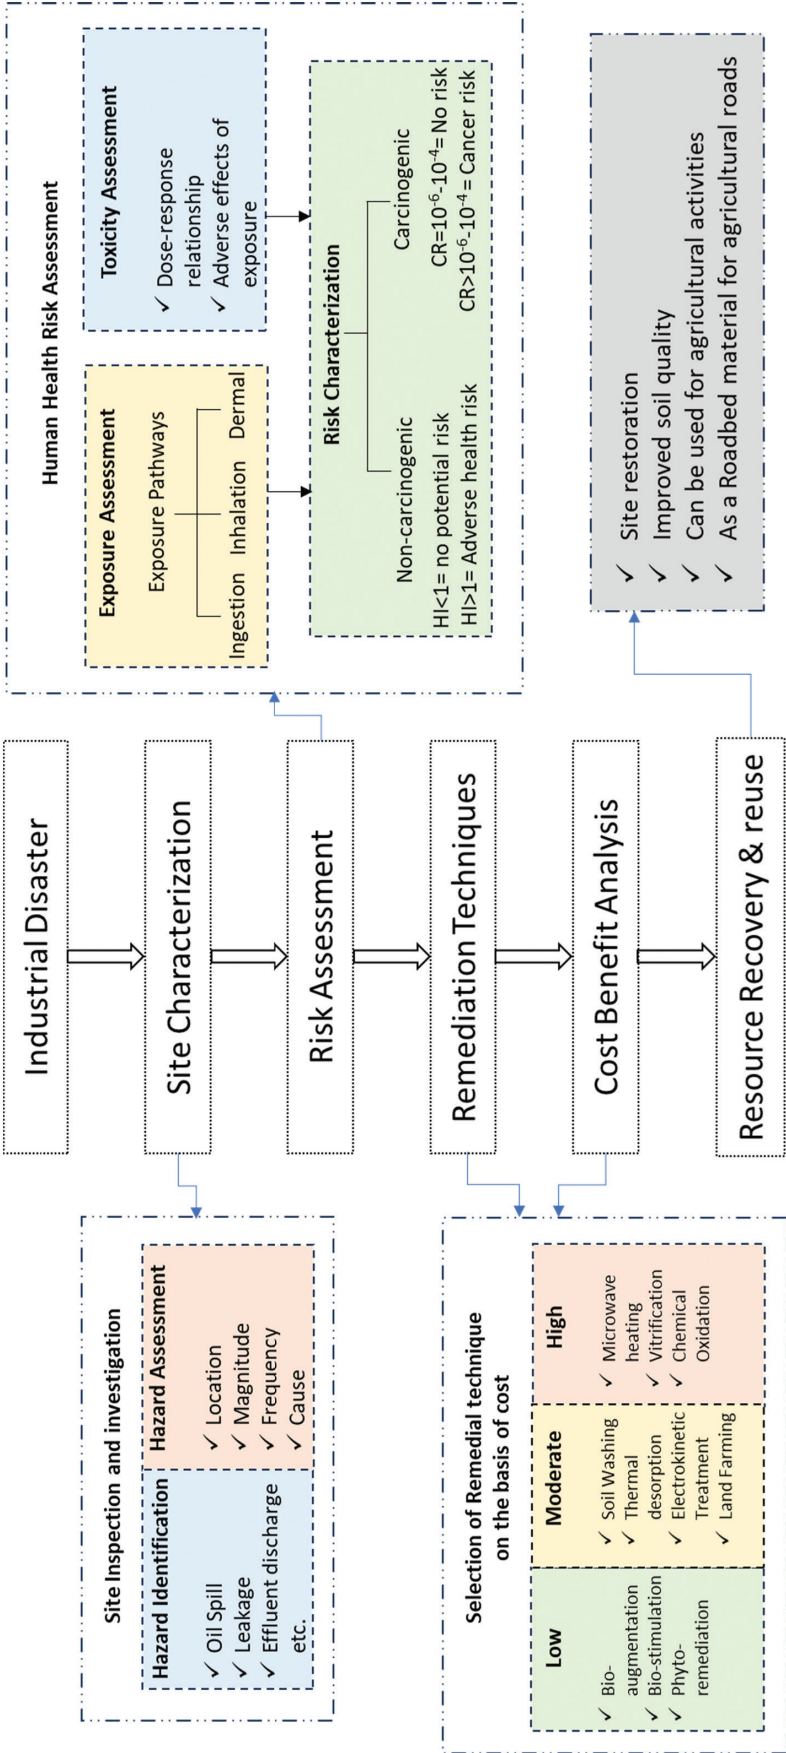 Industrial Disaster
Site Characterization
Risk Assessment
Remediation Techniques
Cost Benefit Analysis
Resource Recovery & reuse
Site Inspection and investigation
Hazard Identification
✓ Oil Spill
✓ Leakage
✓ Effluent discharge
etc.
Hazard Assessment
✓ Location
✓ Magnitude
✓ Frequency
✓ Cause
Human Health Risk Assessment
Exposure Assessment
Exposure Pathways
Ingestion Inhalation Dermal
Toxicity Assessment
✓ Dose-response
relationship
✓ Adverse effects of
exposure
Risk Characterization
Non-carcinogenic
HI<1= no potential risk
HI>1= Adverse health risk
Carcinogenic
CR=10⁻⁶-10⁻⁴= No risk
CR>10⁻⁶-10⁻⁴= Cancer risk
Selection of Remedial technique
on the basis of cost
Low
✓ Bio-
augmentation
✓ Bio-stimulation
✓ Phyto-
remediation
Moderate
✓ Soil Washing
✓ Thermal
desorption
✓ Electrokinetic
Treatment
✓ Land Farming
High
✓ Microwave
heating
✓ Vitrification
✓ Chemical
Oxidation
✓ Site restoration
✓ Improved soil quality
✓ Can be used for agricultural activities
✓ As a Roadbed material for agricultural roads